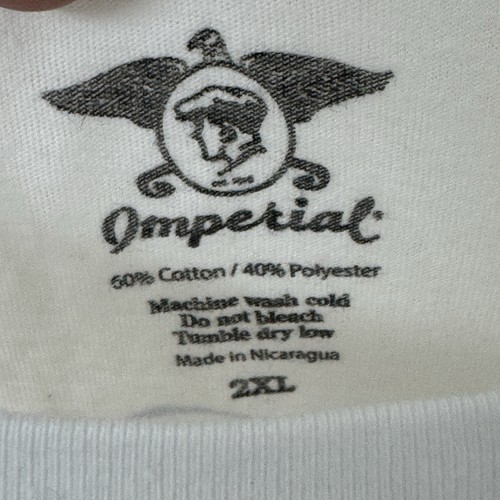 Imperial
60% Cotton / 40% Polyester
Machine wash cold
Do not bleach
Tumble dry low
Made in Nicaragua
2XL